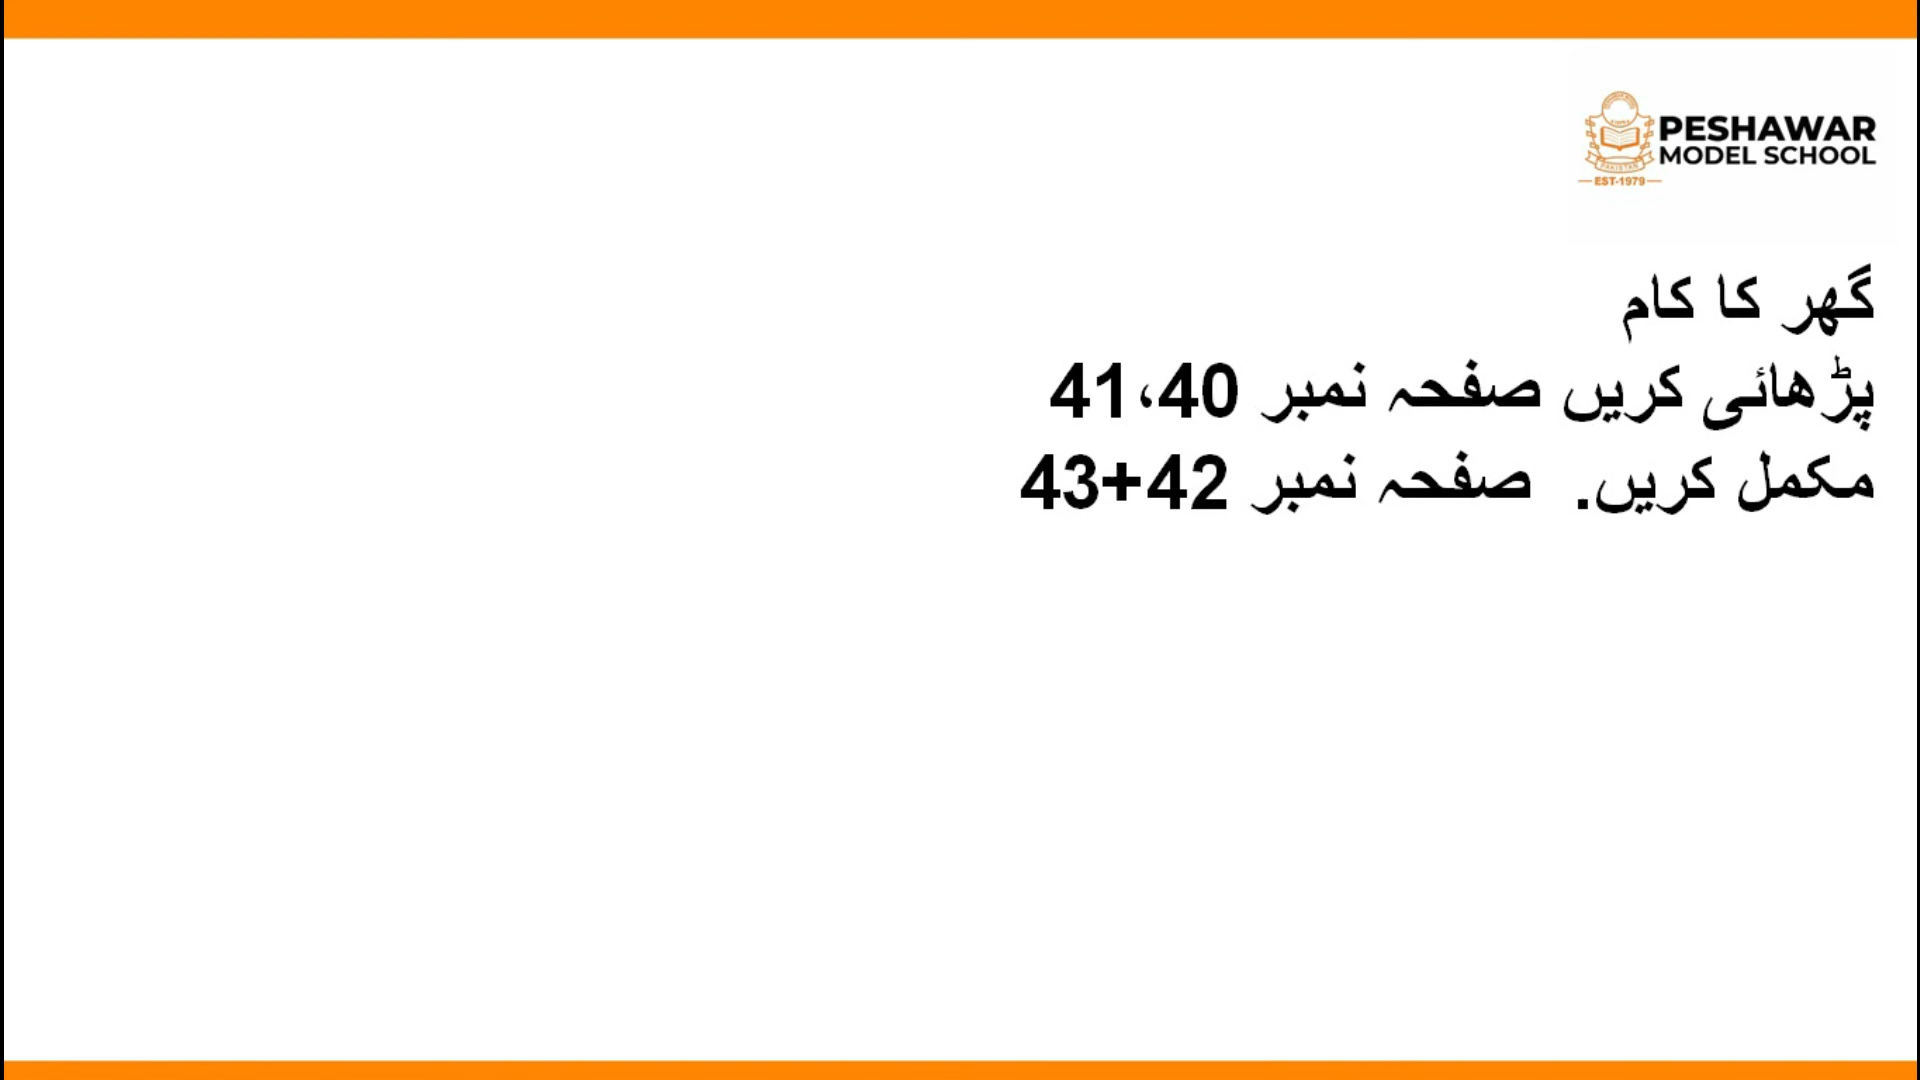 PESHAWAR
MODEL SCHOOL
EST-1979
گھر کا کام
پڑھائی کریں صفحہ نمبر 40،41
مکمل کریں.  صفحہ نمبر 42+43